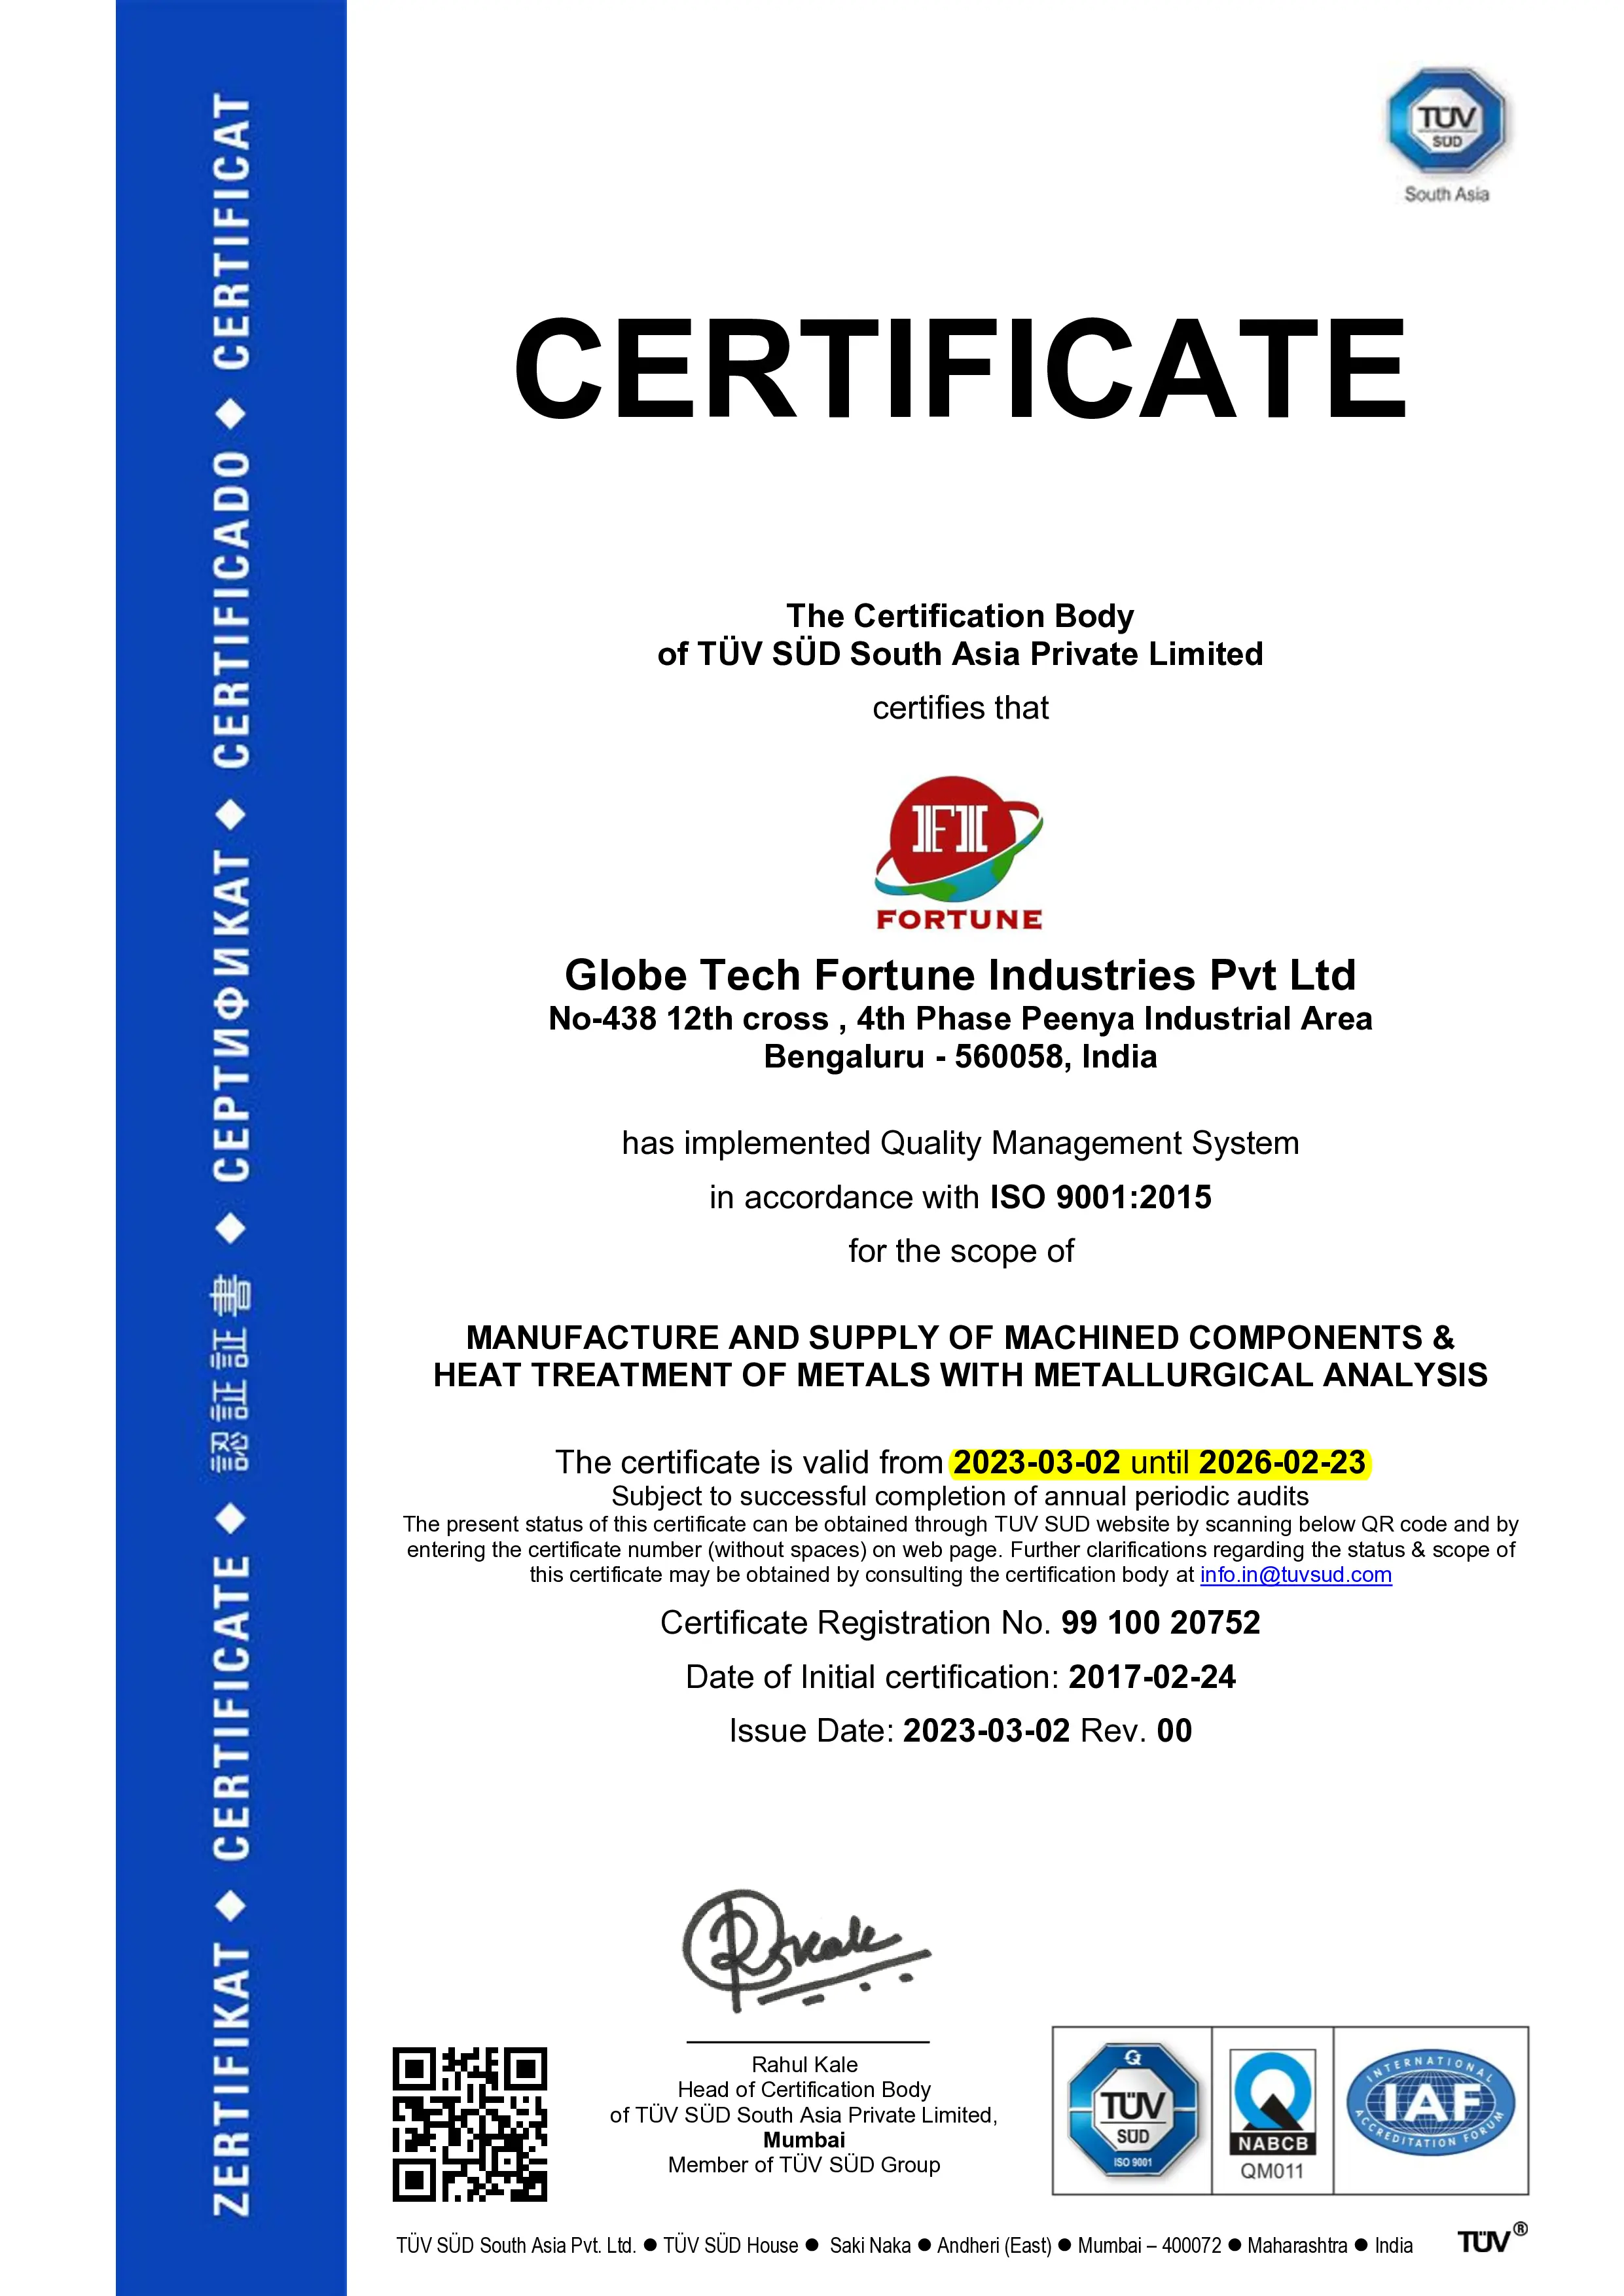 ZERTIFIKAT ◆ CERTIFICATE ◆ 認証証書 ◆ СЕРТИФИКАТ ◆ CERTIFICADO ◆ CERTIFICAT
TÜV
SÜD
South Asia
CERTIFICATE
The Certification Body
of TÜV SÜD South Asia Private Limited
certifies that
FI
FORTUNE
Globe Tech Fortune Industries Pvt Ltd
No-438 12th cross , 4th Phase Peenya Industrial Area
Bengaluru - 560058, India
has implemented Quality Management System
in accordance with ISO 9001:2015
for the scope of
MANUFACTURE AND SUPPLY OF MACHINED COMPONENTS &
HEAT TREATMENT OF METALS WITH METALLURGICAL ANALYSIS
The certificate is valid from 2023-03-02 until 2026-02-23
Subject to successful completion of annual periodic audits
The present status of this certificate can be obtained through TUV SUD website by scanning below QR code and by
entering the certificate number (without spaces) on web page. Further clarifications regarding the status & scope of
this certificate may be obtained by consulting the certification body at info.in@tuvsud.com
Certificate Registration No. 99 100 20752
Date of Initial certification: 2017-02-24
Issue Date: 2023-03-02 Rev. 00
RSKale
Rahul Kale
Head of Certification Body
of TÜV SÜD South Asia Private Limited,
Mumbai
Member of TÜV SÜD Group
TÜV
SÜD
ISO 9001
NABCB
QM011
INTERNATIONAL
IAF
ACCREDITATION FORUM
TÜV SÜD South Asia Pvt. Ltd. ● TÜV SÜD House ● Saki Naka ● Andheri (East) ● Mumbai – 400072 ● Maharashtra ● India
TÜV®